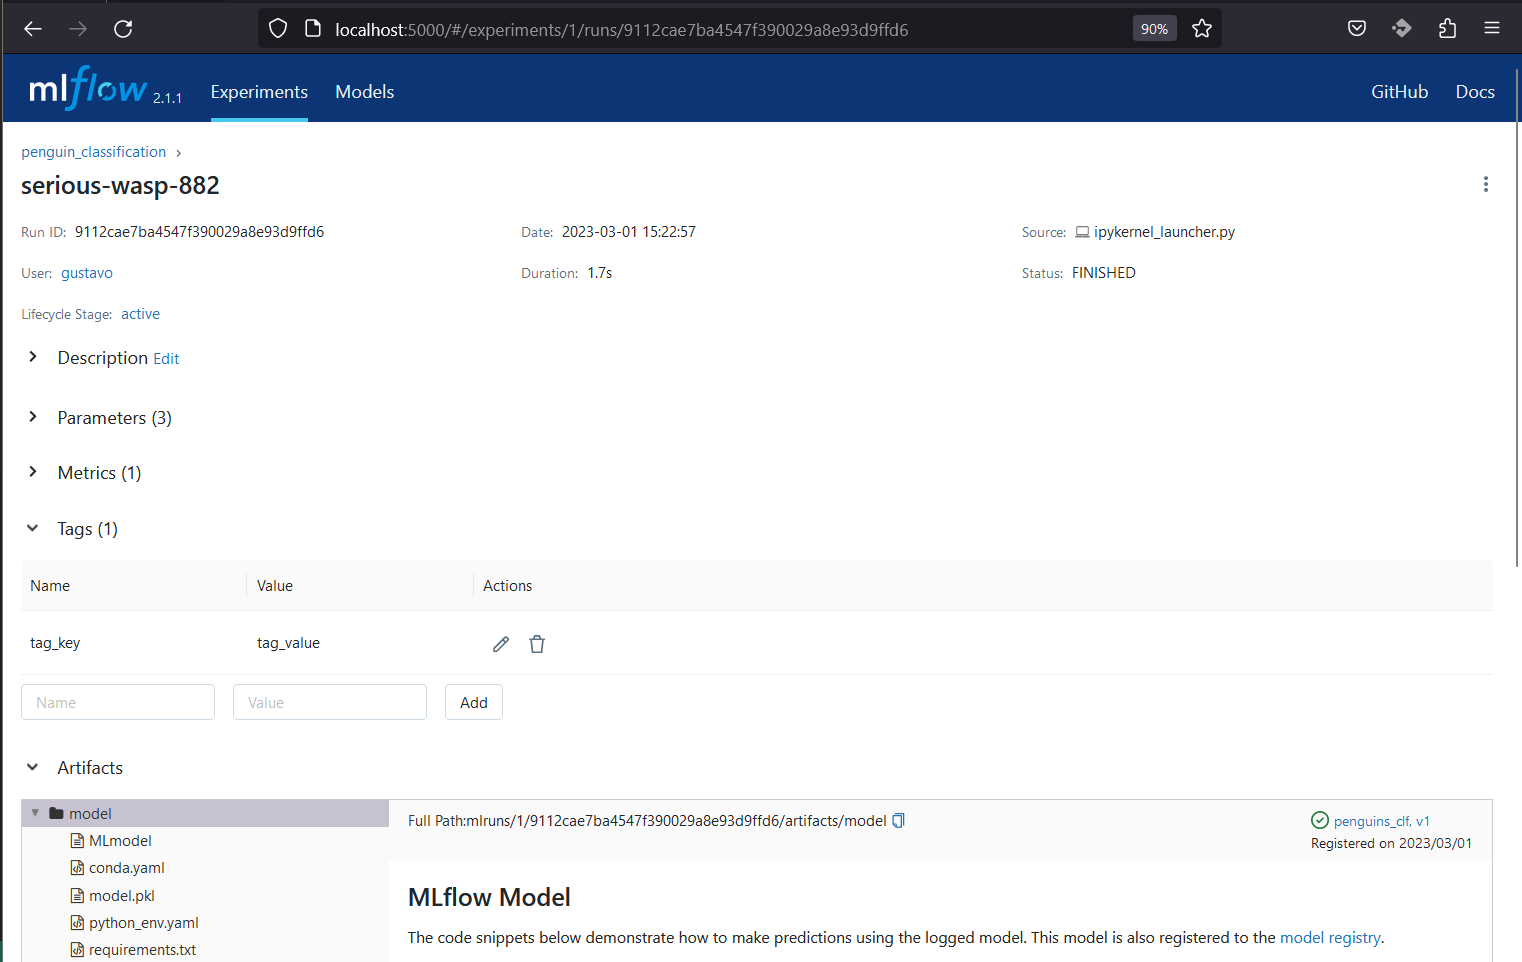 localhost:5000/#/experiments/1/runs/9112cae7ba4547f390029a8e93d9ffd6 90%
mlflow 2.1.1 Experiments Models GitHub Docs
penguin_classification ›
serious-wasp-882
Run ID: 9112cae7ba4547f390029a8e93d9ffd6 Date: 2023-03-01 15:22:57 Source: ipykernel_launcher.py
User: gustavo Duration: 1.7s Status: FINISHED
Lifecycle Stage: active
Description Edit
Parameters (3)
Metrics (1)
Tags (1)
Name Value Actions
tag_key tag_value
Name Value Add
Artifacts
model
MLmodel
conda.yaml
model.pkl
python_env.yaml
requirements.txt
Full Path:mlruns/1/9112cae7ba4547f390029a8e93d9ffd6/artifacts/model
penguins_clf, v1
Registered on 2023/03/01
MLflow Model
The code snippets below demonstrate how to make predictions using the logged model. This model is also registered to the model registry.